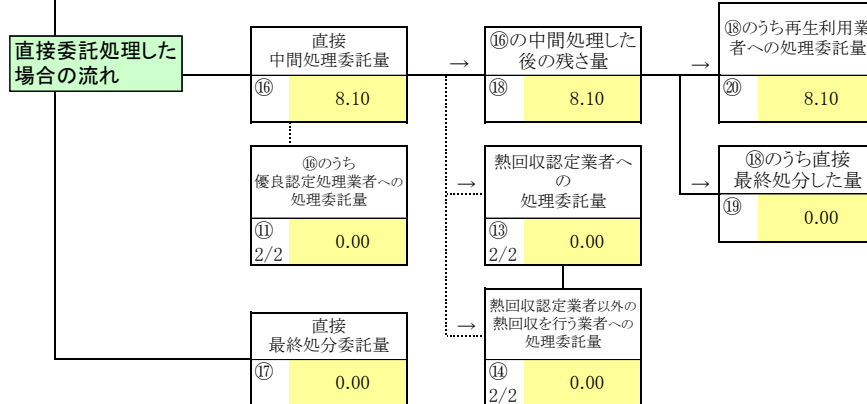 直接委託処理した
場合の流れ
直接
中間処理委託量
⑯
8.10
→
⑯の中間処理した
後の残さ量
⑱
8.10
→
⑱のうち再生利用業
者への処理委託量
⑳
8.10
⑯のうち
優良認定処理業者への
処理委託量
⑪
2/2
0.00
→
熱回収認定業者へ
の
処理委託量
⑬
2/2
0.00
→
⑱のうち直接
最終処分した量
⑲
0.00
直接
最終処分委託量
⑰
0.00
→
熱回収認定業者以外の
熱回収を行う業者への
処理委託量
⑭
2/2
0.00